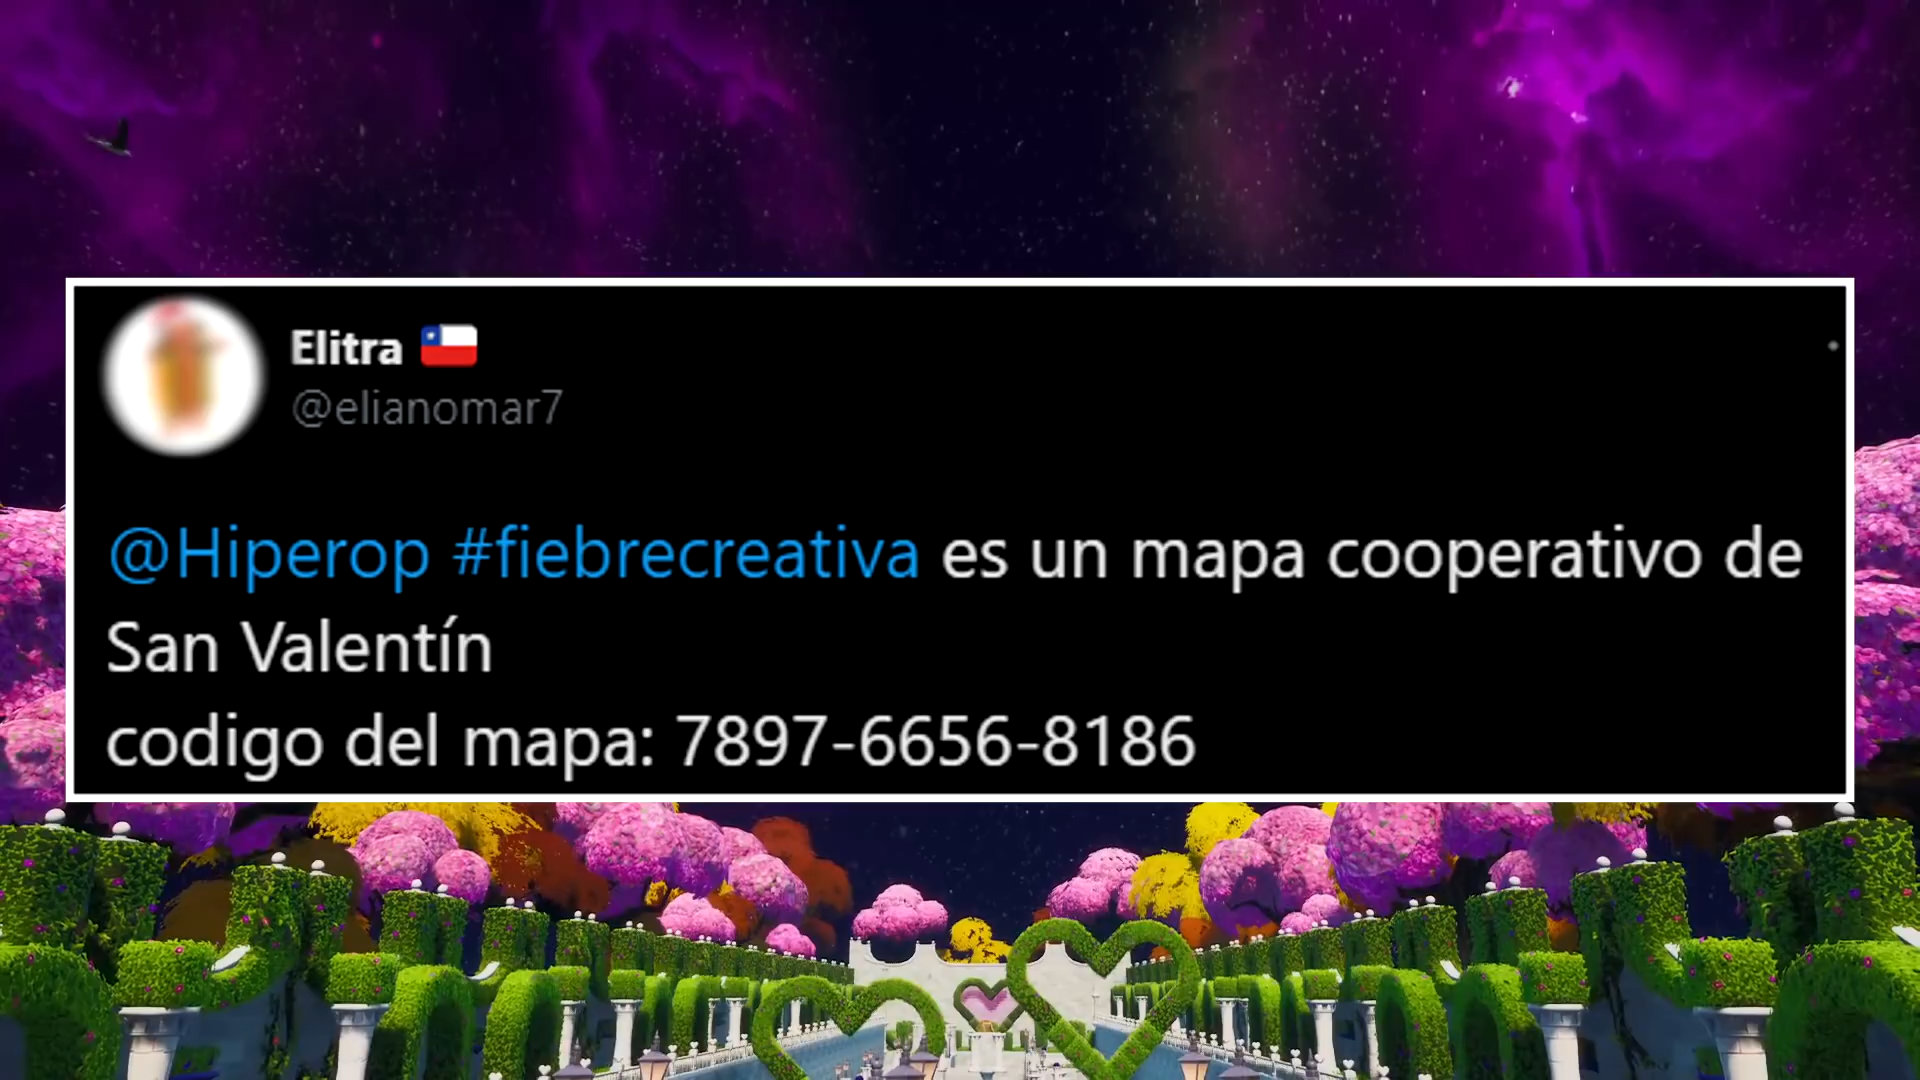 Elitra 🇨🇱
@elianomar7
@Hiperop #fiebrecreativa es un mapa cooperativo de
San Valentín
codigo del mapa: 7897-6656-8186